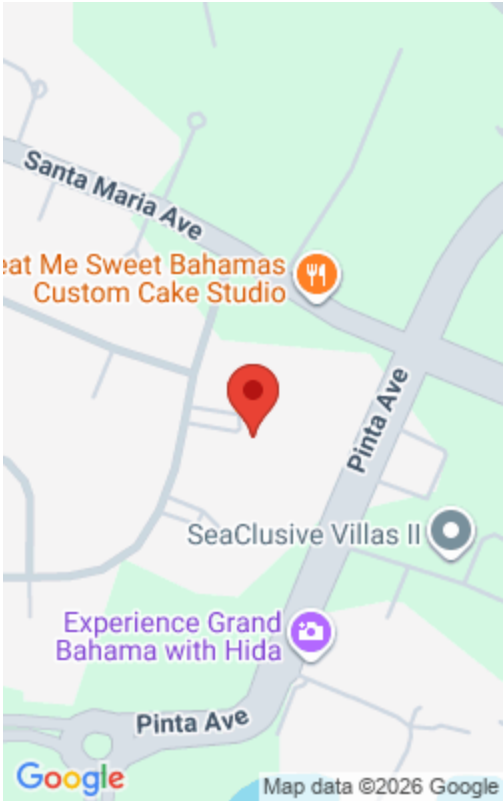 Santa Maria Ave
eat Me Sweet Bahamas
Custom Cake Studio
Pinta Ave
SeaClusive Villas II
Experience Grand
Bahama with Hida
Pinta Ave
Google
Map data ©2026 Google